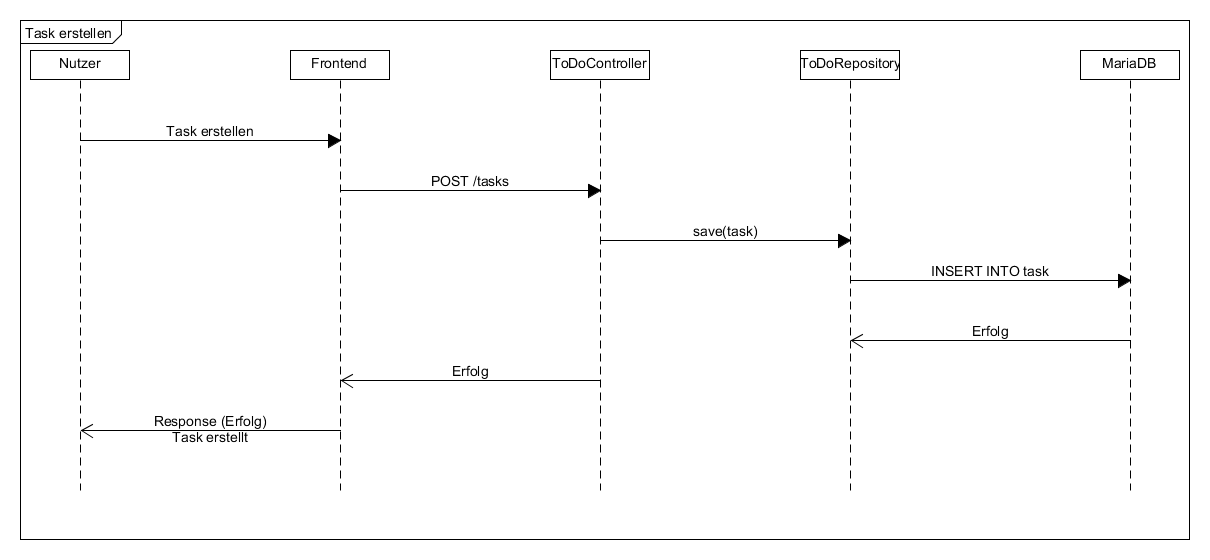 Task erstellen
Nutzer
Frontend
ToDoController
ToDoRepository
MariaDB
Task erstellen
POST /tasks
save(task)
INSERT INTO task
Erfolg
Erfolg
Response (Erfolg)
Task erstellt